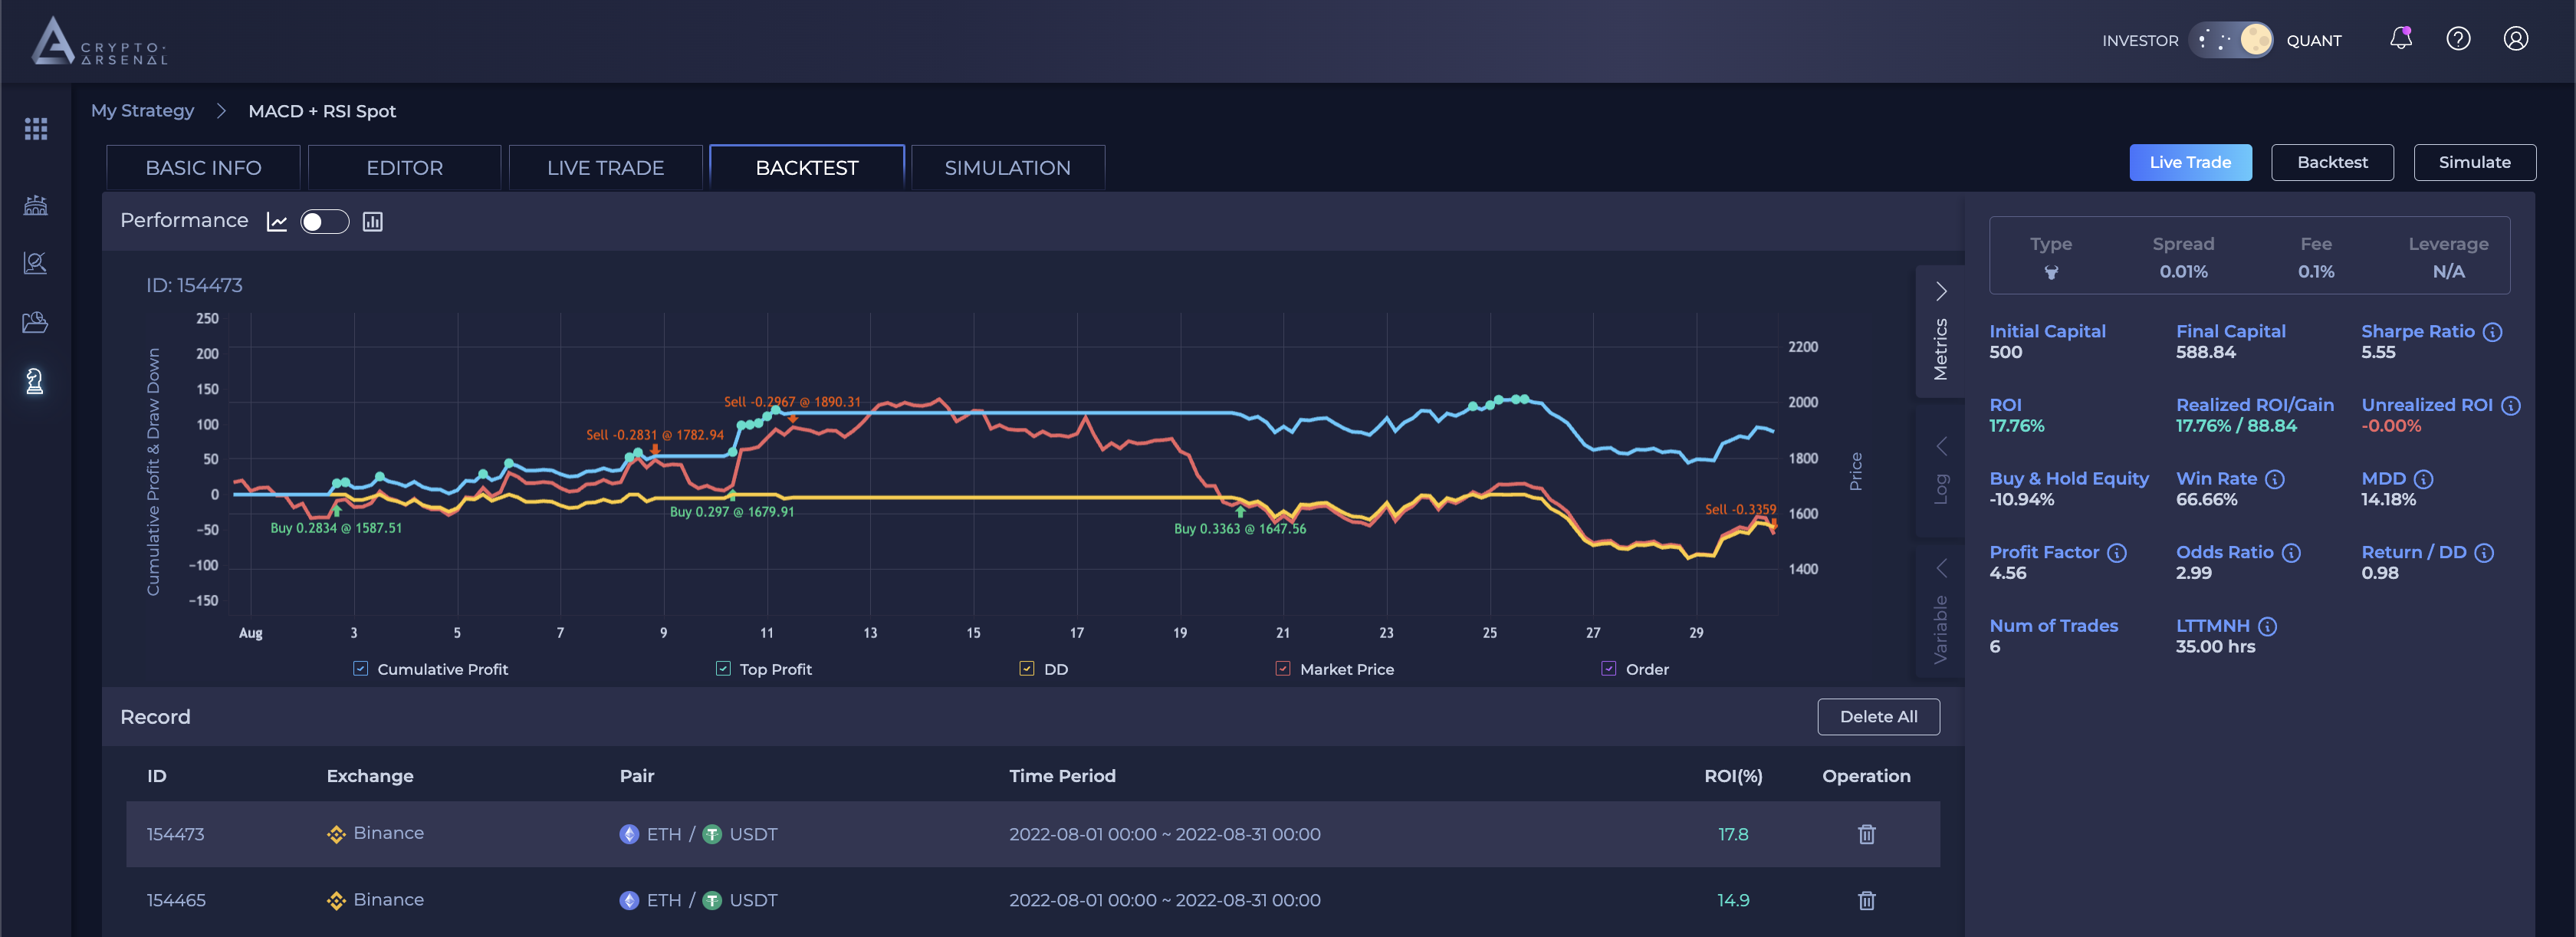 CRYPTO-
ARSENAL
INVESTOR QUANT
My Strategy > MACD + RSI Spot
BASIC INFO EDITOR LIVE TRADE BACKTEST SIMULATION
Live Trade Backtest Simulate
Performance
ID: 154473
Cumulative Profit & Draw Down
250
200
150
100
50
0
-50
-100
-150
Sell -0.2967 @ 1890.31
Sell -0.2831 @ 1782.94
Buy 0.297 @ 1679.91
Buy 0.2834 @ 1587.51
Buy 0.3363 @ 1647.56
Sell -0.3359
2200
2000
1800
1600
1400
Price
Aug 3 5 7 9 11 13 15 17 19 21 23 25 27 29
Cumulative Profit Top Profit DD Market Price Order
Metrics
Log
Variable
Type Spread Fee Leverage
0.01% 0.1% N/A
Initial Capital Final Capital Sharpe Ratio
500 588.84 5.55
ROI Realized ROI/Gain Unrealized ROI
17.76% 17.76% / 88.84 -0.00%
Buy & Hold Equity Win Rate MDD
-10.94% 66.66% 14.18%
Profit Factor Odds Ratio Return / DD
4.56 2.99 0.98
Num of Trades LTTMNH
6 35.00 hrs
Record Delete All
ID Exchange Pair Time Period ROI(%) Operation
154473 Binance ETH / USDT 2022-08-01 00:00 ~ 2022-08-31 00:00 17.8
154465 Binance ETH / USDT 2022-08-01 00:00 ~ 2022-08-31 00:00 14.9